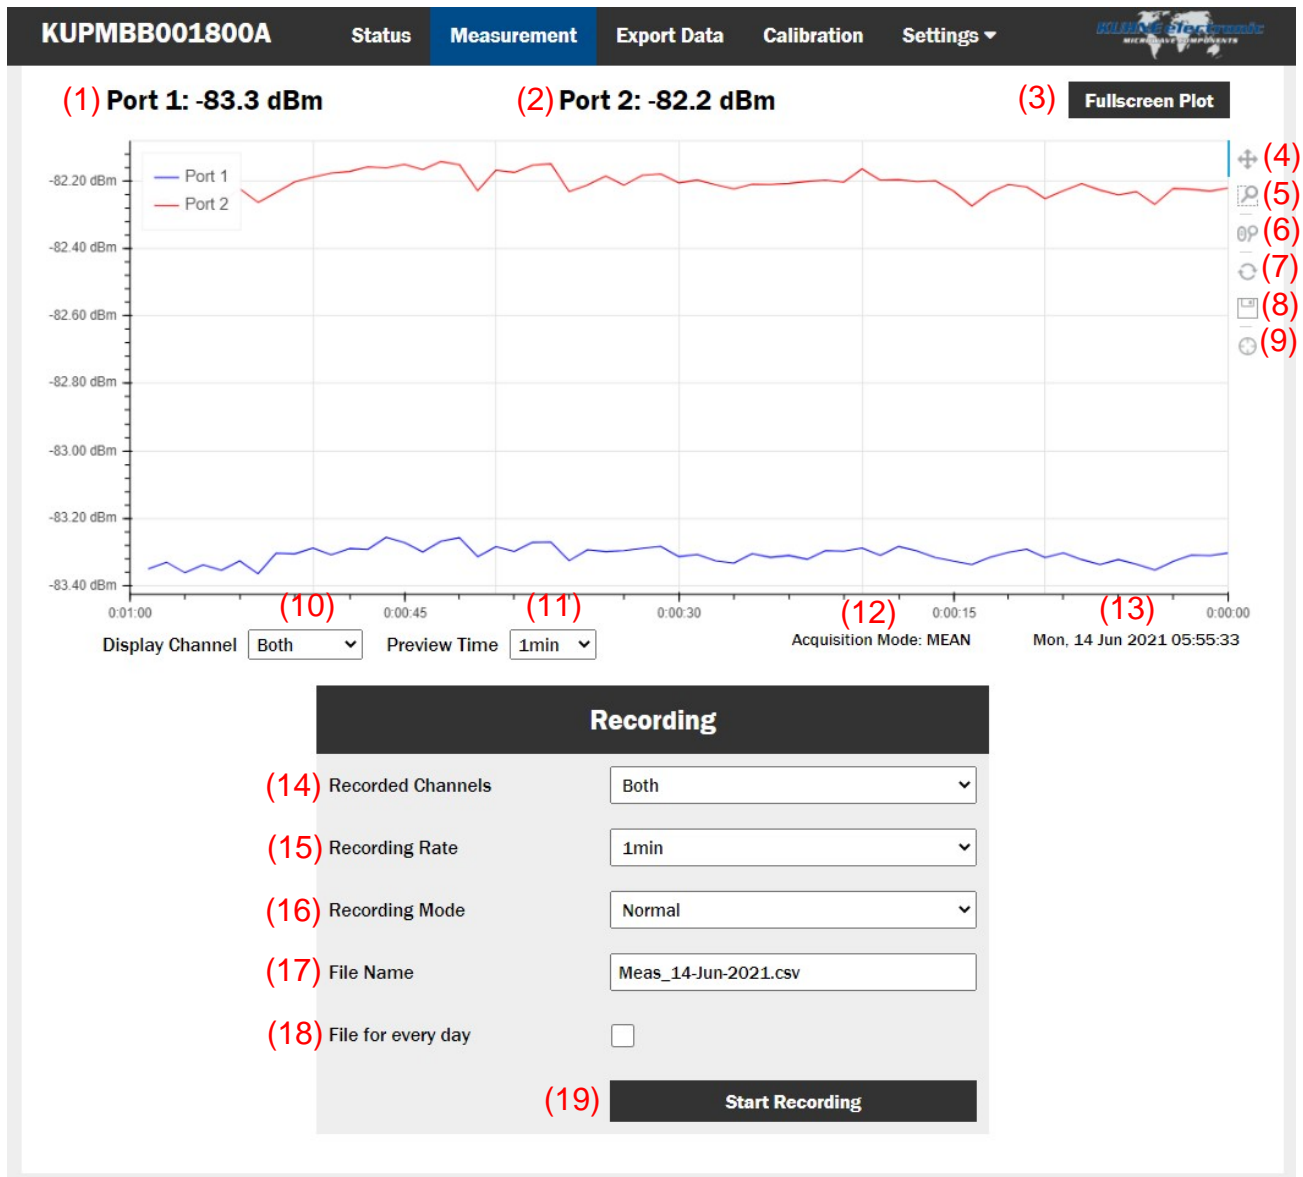 KUPMBB001800A Status Measurement Export Data Calibration Settings KUHNE electronic
MICROWAVE COMPONENTS
(1) Port 1: -83.3 dBm (2) Port 2: -82.2 dBm (3) Fullscreen Plot
(4)
-82.20 dBm Port 1
Port 2
(5)
(6)
-82.40 dBm
(7)
-82.60 dBm (8)
(9)
-82.80 dBm
-83.00 dBm
-83.20 dBm
-83.40 dBm
0:01:00 (10) 0:00:45 (11) 0:00:30 (12) 0:00:15 (13) 0:00:00
Display Channel Both Preview Time 1min Acquisition Mode: MEAN Mon, 14 Jun 2021 05:55:33
Recording
(14) Recorded Channels Both
(15) Recording Rate 1min
(16) Recording Mode Normal
(17) File Name Meas_14-Jun-2021.csv
(18) File for every day
(19) Start Recording